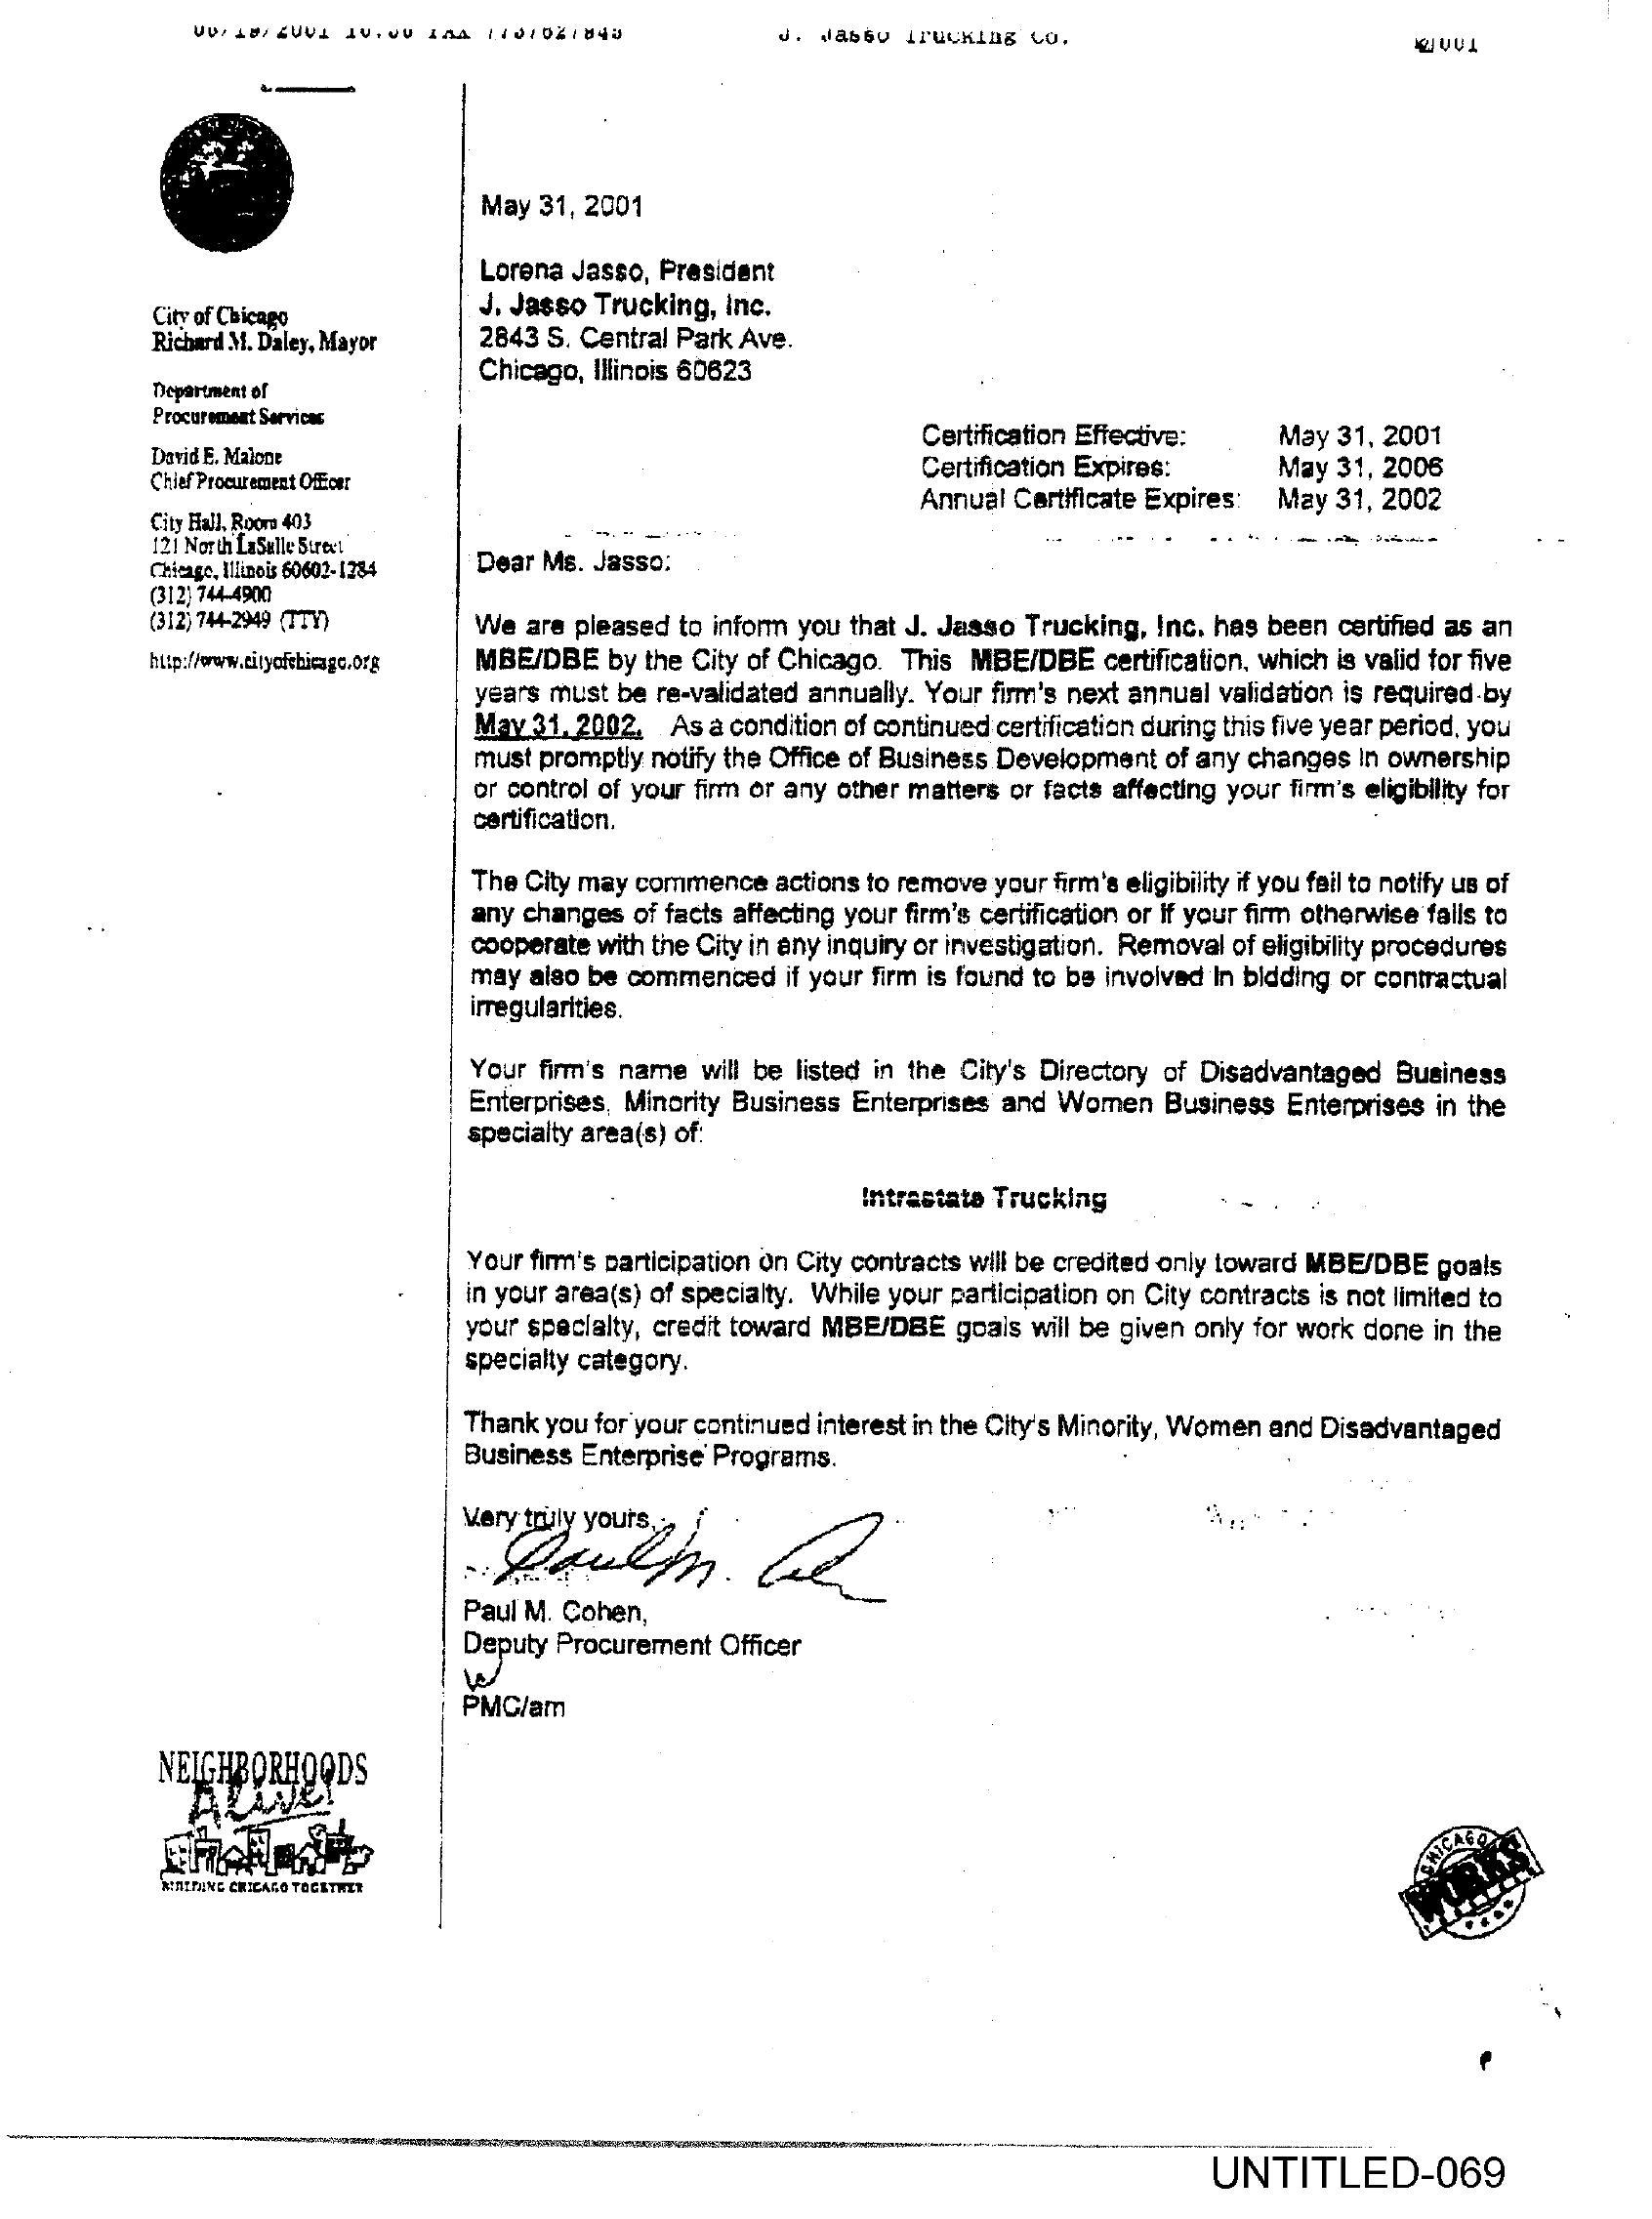 J. Jasso Trucking Co.
City of Chicago
Richard M. Daley, Mayor
Department of
Procurement Services
David E. Malone
Chief Procurement Officer
City Hall, Room 403
121 North LaSalle Street
Chicago, Illinois 60602-1284
(312) 744-4900
(312) 744-2949 (TTY)
http://www.cityofchicago.org
May 31, 2001
Lorena Jasso, President
J. Jasso Trucking, Inc.
2843 S. Central Park Ave.
Chicago, Illinois 60623
Certification Effective: May 31, 2001
Certification Expires: May 31, 2006
Annual Certificate Expires: May 31, 2002
Dear Ms. Jasso:
We are pleased to inform you that J. Jasso Trucking, Inc. has been certified as an
MBE/DBE by the City of Chicago. This MBE/DBE certification, which is valid for five
years must be re-validated annually. Your firm's next annual validation is required by
May 31, 2002. As a condition of continued certification during this five year period, you
must promptly notify the Office of Business Development of any changes in ownership
or control of your firm or any other matters or facts affecting your firm's eligibility for
certification.
The City may commence actions to remove your firm's eligibility if you fail to notify us of
any changes of facts affecting your firm's certification or if your firm otherwise fails to
cooperate with the City in any inquiry or investigation. Removal of eligibility procedures
may also be commenced if your firm is found to be involved in bidding or contractual
irregularities.
Your firm's name will be listed in the City's Directory of Disadvantaged Business
Enterprises, Minority Business Enterprises and Women Business Enterprises in the
specialty area(s) of:
Intrastate Trucking
Your firm's participation on City contracts will be credited only toward MBE/DBE goals
in your area(s) of specialty. While your participation on City contracts is not limited to
your specialty, credit toward MBE/DBE goals will be given only for work done in the
specialty category.
Thank you for your continued interest in the City's Minority, Women and Disadvantaged
Business Enterprise Programs.
Very truly yours,
Paul M. Cohen,
Deputy Procurement Officer
PMC/am
NEIGHBORHOODS
Alive!
BUILDING CHICAGO TOGETHER
CHICAGO
WORKS
UNTITLED-069